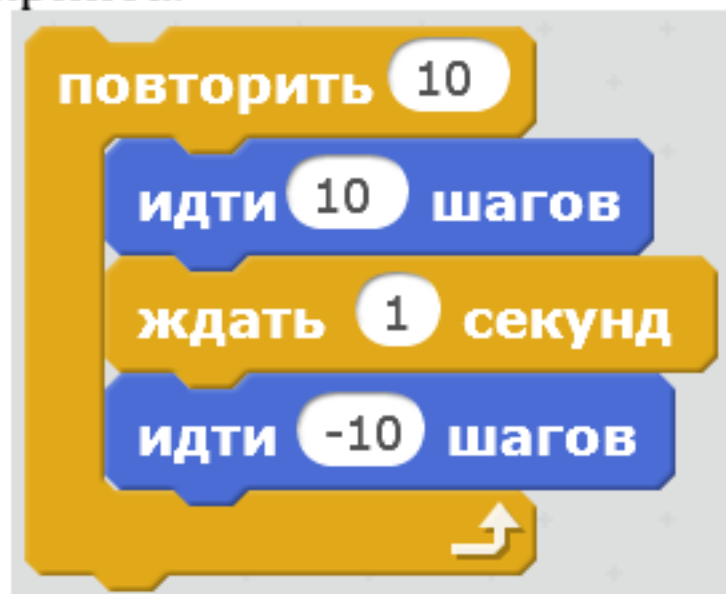 повторить 10
идти 10 шагов
ждать 1 секунд
идти -10 шагов